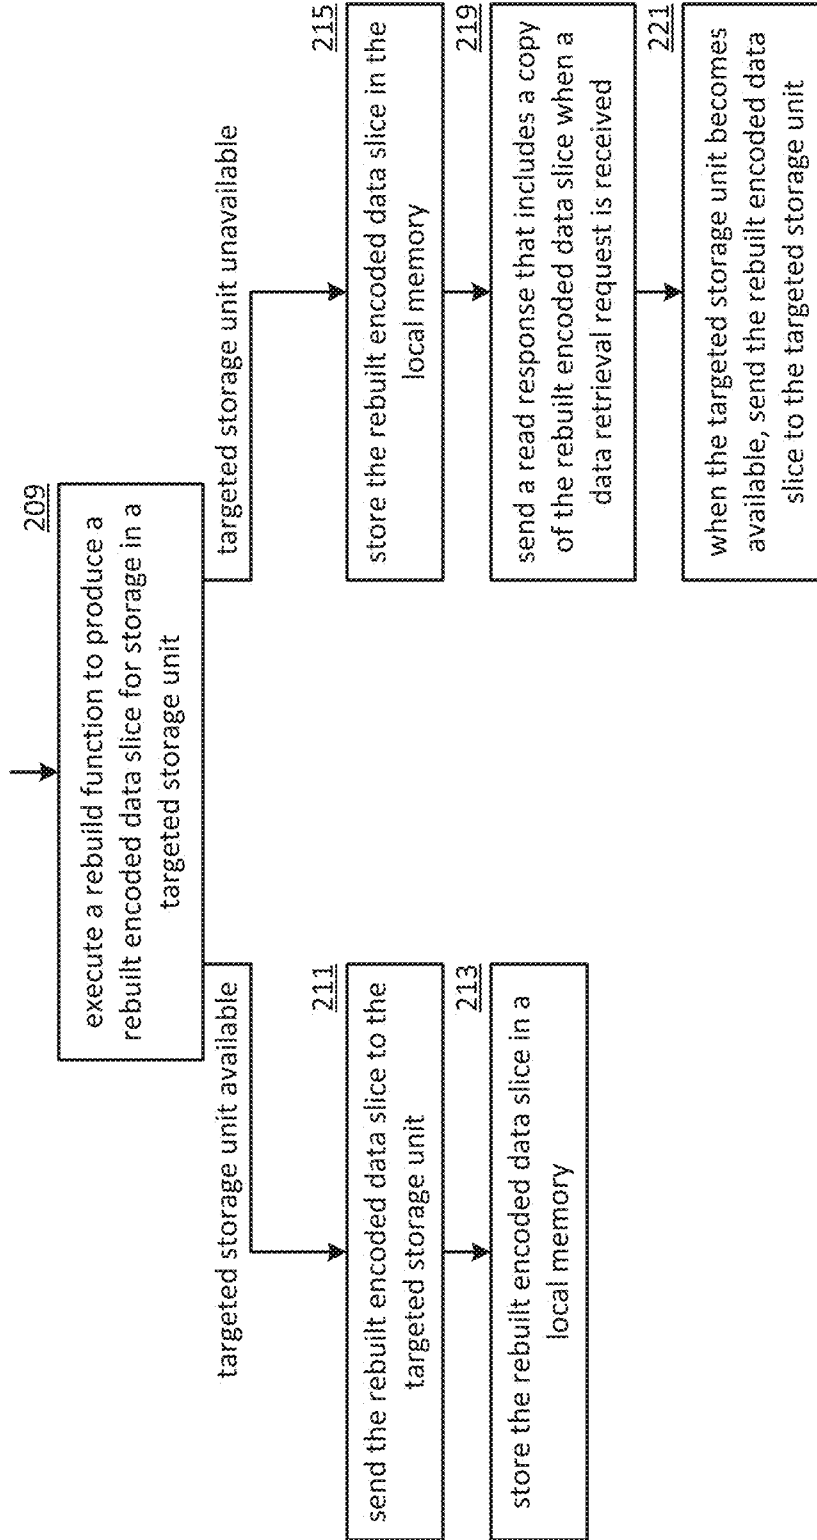 209
execute a rebuild function to produce a
rebuilt encoded data slice for storage in a
targeted storage unit
targeted storage unit available
targeted storage unit unavailable
211
send the rebuilt encoded data slice to the
targeted storage unit
213
store the rebuilt encoded data slice in a
local memory
215
store the rebuilt encoded data slice in the
local memory
219
send a read response that includes a copy
of the rebuilt encoded data slice when a
data retrieval request is received
221
when the targeted storage unit becomes
available, send the rebuilt encoded data
slice to the targeted storage unit